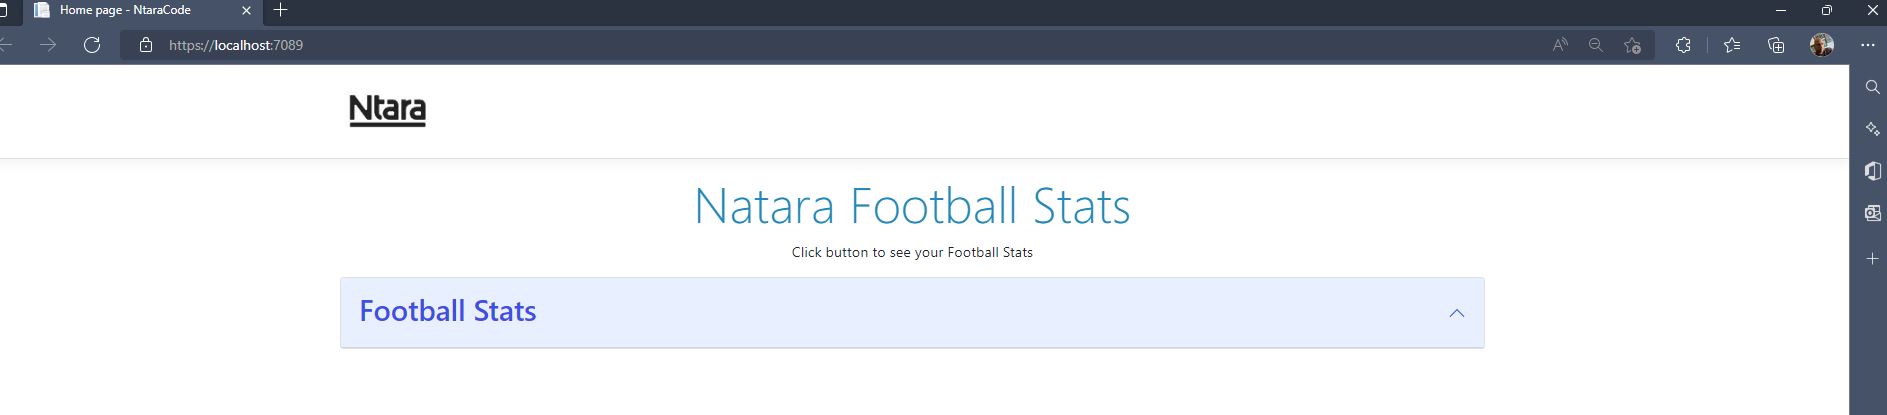 Home page - NtaraCode
https://localhost:7089
Ntara
Natara Football Stats
Click button to see your Football Stats
Football Stats